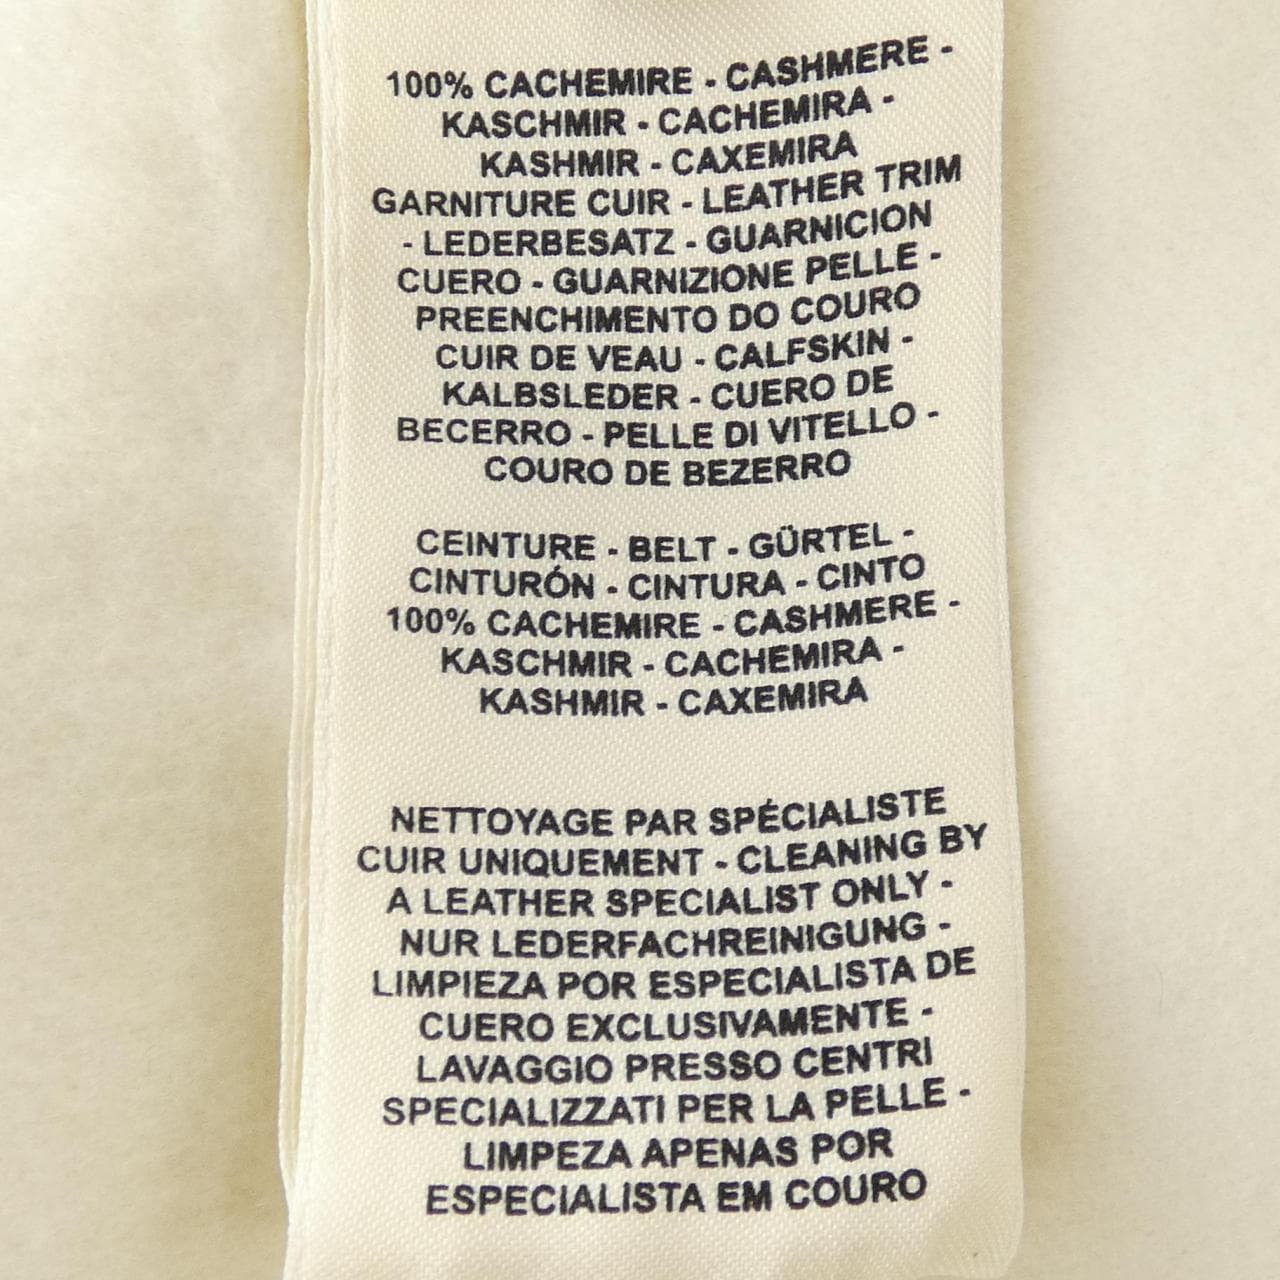 100% CACHEMIRE - CASHMERE -
KASCHMIR - CACHEMIRA -
KASHMIR - CAXEMIRA
GARNITURE CUIR - LEATHER TRIM
- LEDERBESATZ - GUARNICION
CUERO - GUARNIZIONE PELLE -
PREENCHIMENTO DO COURO
CUIR DE VEAU - CALFSKIN -
KALBSLEDER - CUERO DE
BECERRO - PELLE DI VITELLO -
COURO DE BEZERRO
CEINTURE - BELT - GÜRTEL -
CINTURÓN - CINTURA - CINTO
100% CACHEMIRE - CASHMERE -
KASCHMIR - CACHEMIRA -
KASHMIR - CAXEMIRA
NETTOYAGE PAR SPÉCIALISTE
CUIR UNIQUEMENT - CLEANING BY
A LEATHER SPECIALIST ONLY -
NUR LEDERFACHREINIGUNG -
LIMPIEZA POR ESPECIALISTA DE
CUERO EXCLUSIVAMENTE -
LAVAGGIO PRESSO CENTRI
SPECIALIZZATI PER LA PELLE -
LIMPEZA APENAS POR
ESPECIALISTA EM COURO